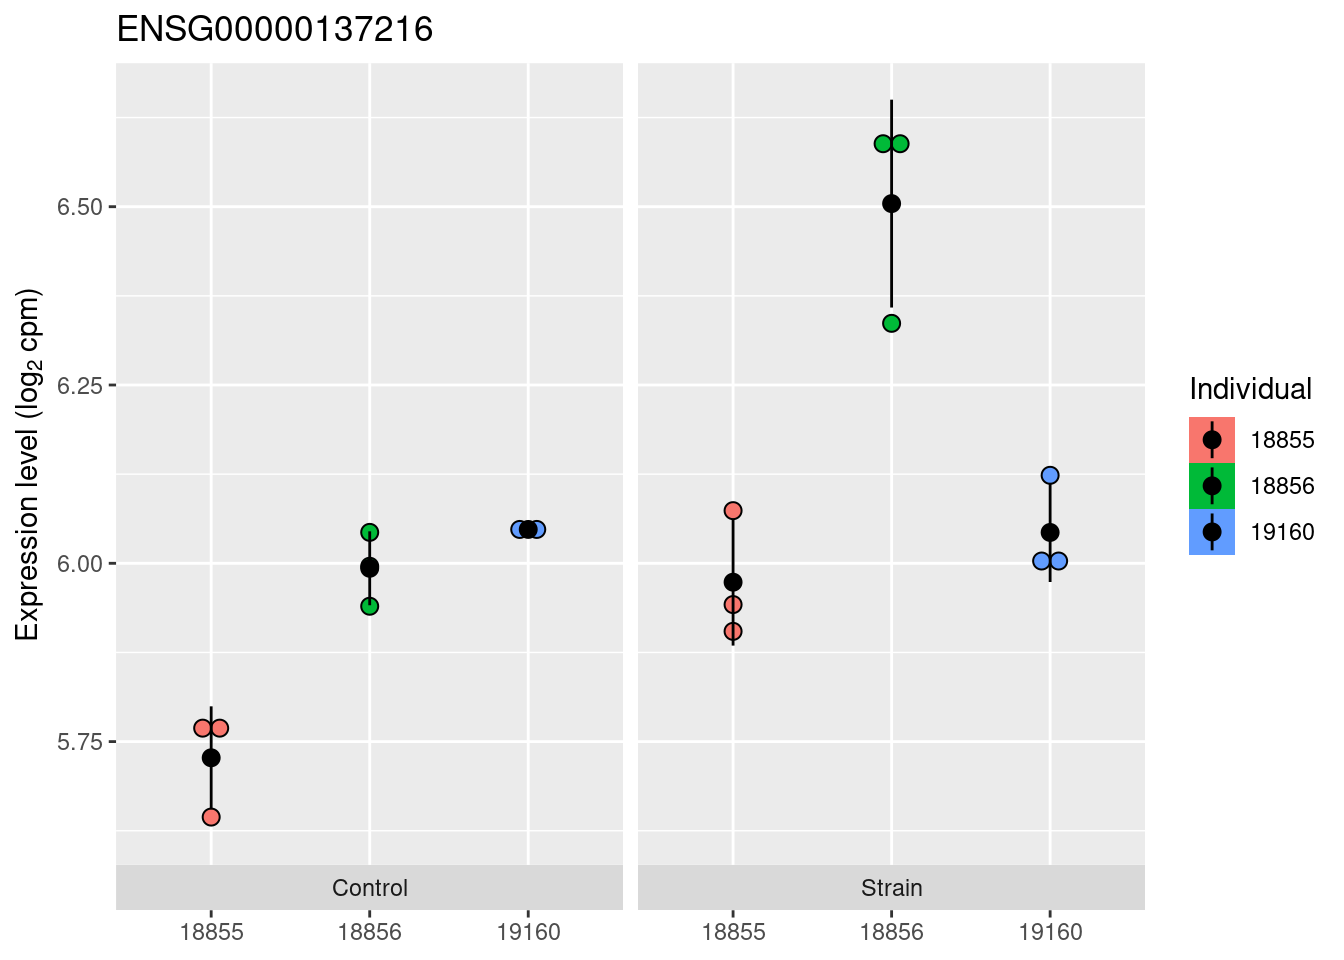 ENSG00000137216
Expression level (log₂ cpm)
6.50
6.25
6.00
5.75
Control
Strain
18855
18856
19160
18855
18856
19160
Individual
18855
18856
19160